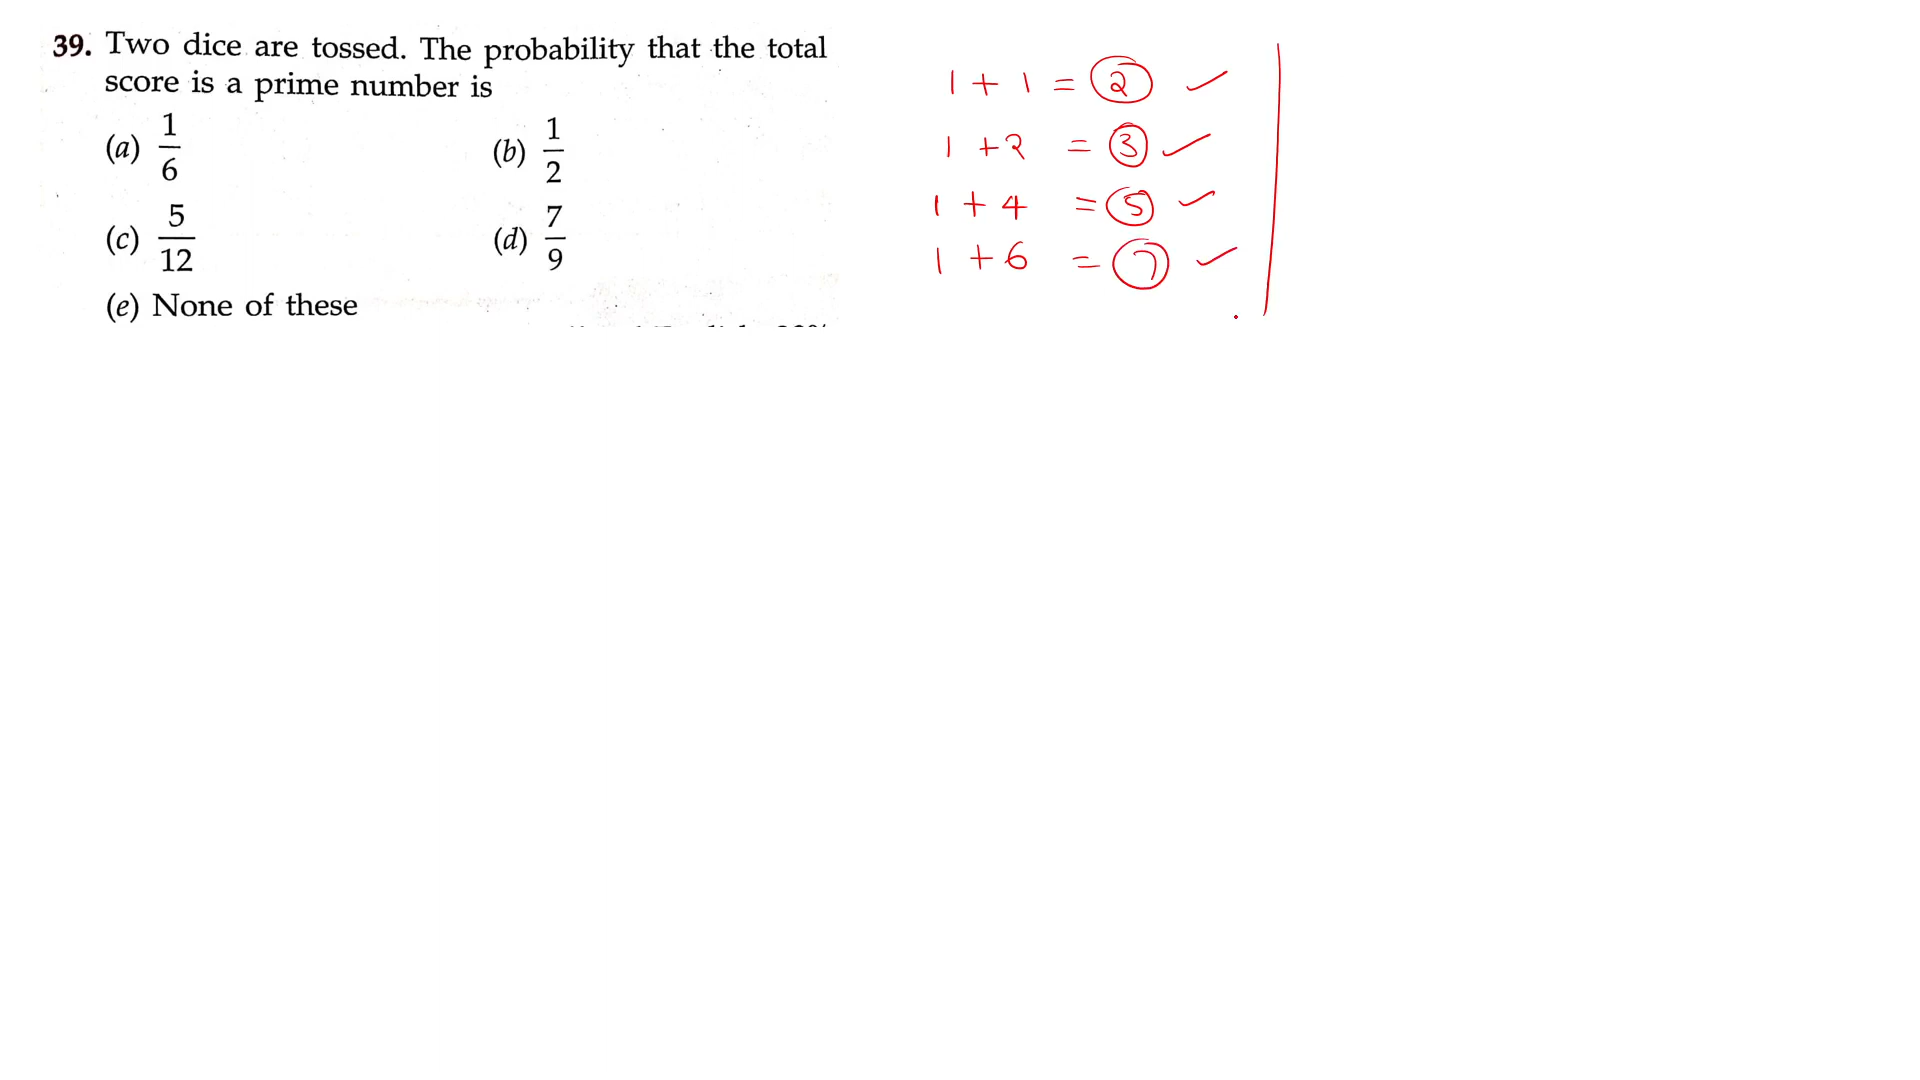 39. Two dice are tossed. The probability that the total
score is a prime number is
(a) 1/6 (b) 1/2
(c) 5/12 (d) 7/9
(e) None of these
1 + 1 = 2 ✓
1 + 2 = 3 ✓
1 + 4 = 5 ✓
1 + 6 = 7 ✓